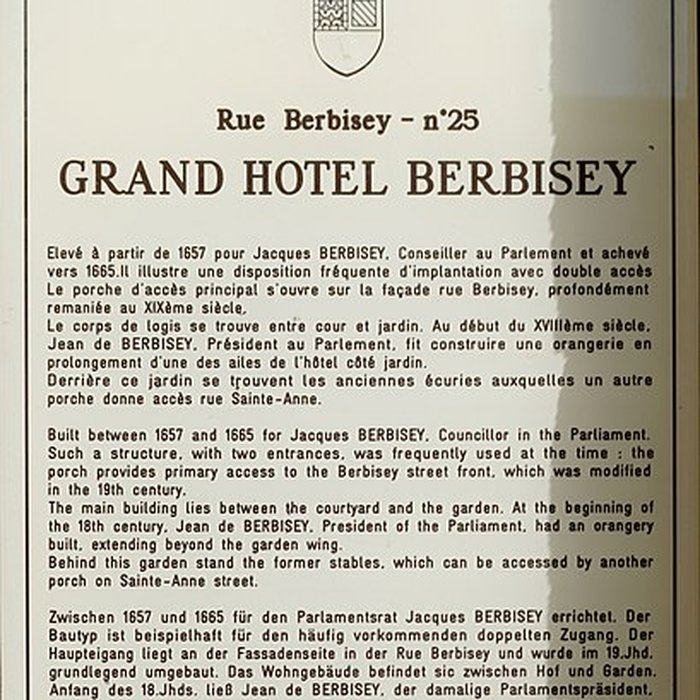 Rue Berbisey - n°25
GRAND HOTEL BERBISEY
Elevé à partir de 1657 pour Jacques BERBISEY, Conseiller au Parlement et achevé
vers 1665.Il illustre une disposition fréquente d'implantation avec double accès
Le porche d'accès principal s'ouvre sur la façade rue Berbisey, profondément
remaniée au XIXème siècle.
Le corps de logis se trouve entre cour et jardin. Au début du XVIIIème siècle,
Jean de BERBISEY, Président au Parlement, fit construire une orangerie en
prolongement d'une des ailes de l'hôtel côté jardin.
Derrière ce jardin se trouvent les anciennes écuries auxquelles un autre
porche donne accès rue Sainte-Anne.
Built between 1657 and 1665 for Jacques BERBISEY, Councillor in the Parliament.
Such a structure, with two entrances, was frequently used at the time : the
porch provides primary access to the Berbisey street front, which was modified
in the 19th century.
The main building lies between the courtyard and the garden. At the beginning of
the 18th century, Jean de BERBISEY, President of the Parliament, had an orangery
built, extending beyond the garden wing.
Behind this garden stand the former stables, which can be accessed by another
porch on Sainte-Anne street.
Zwischen 1657 und 1665 für den Parlamentsrat Jacques BERBISEY errichtet. Der
Bautyp ist beispielhaft für den häufig vorkommenden doppelten Zugang. Der
Haupteigang liegt an der Fassadenseite in der Rue Berbisey und wurde im 19.Jhd.
grundlegend umgebaut. Das Wohngebäude befindet sic zwischen Hof und Garden.
Anfang des 18.Jhds. ließ Jean de BERBISEY, der damalige Parlamentspräsident,